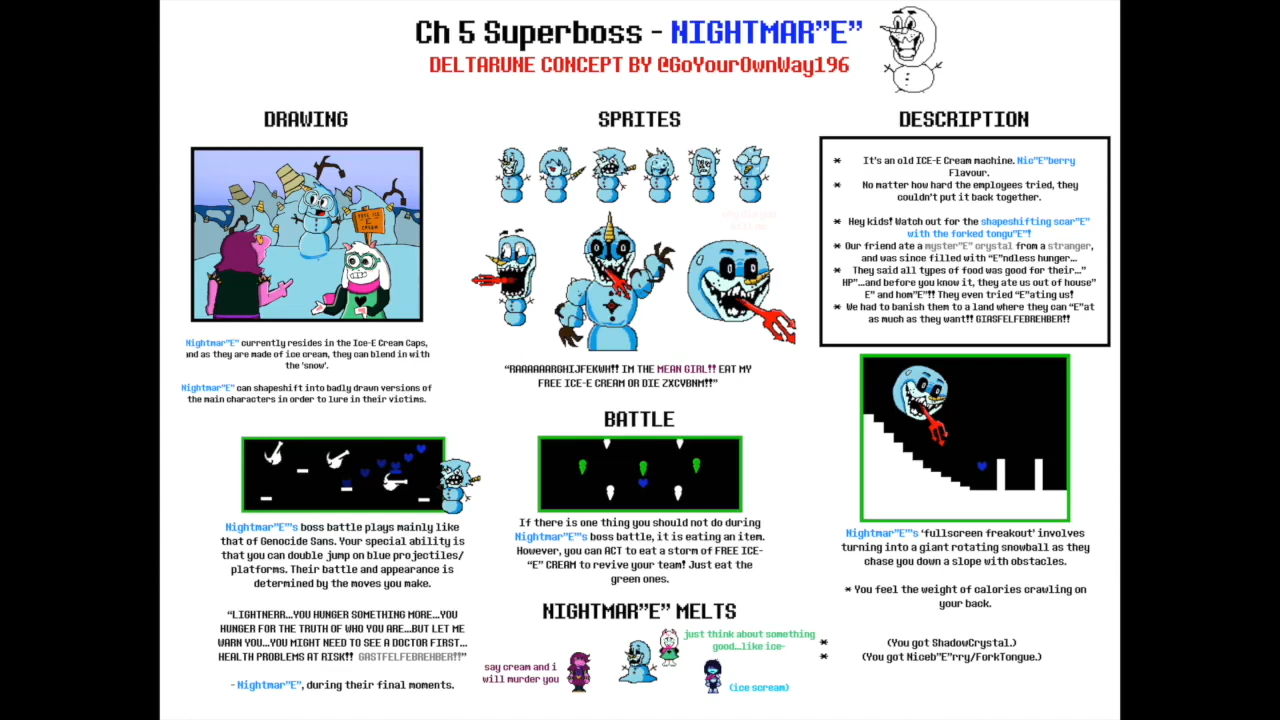 Ch 5 Superboss - NIGHTMAR"E"
DELTARUNE CONCEPT BY @GoYourOwnWay196
DRAWING
FREE ICE
E
CREAM
Nightmar"E" currently resides in the Ice-E Cream Caps,
and as they are made of ice cream, they can blend in with
the 'snow'.
Nightmar"E" can shapeshift into badly drawn versions of
the main characters in order to lure in their victims.
SPRITES
why did you
kill me
"RAAAAAARGHIJFEKWH!! IM THE MEAN GIRL!! EAT MY
FREE ICE-E CREAM OR DIE ZXCVBNM!!"
DESCRIPTION
* It's an old ICE-E Cream machine. Nic"E"berry
Flavour.
* No matter how hard the employees tried, they
couldn't put it back together.
* Hey kids! Watch out for the shapeshifting scar"E"
with the forked tongu"E"!
* Our friend ate a myster"E" crystal from a stranger,
and was since filled with "E"ndless hunger...
* They said all types of food was good for their..."
HP"...and before you know it, they ate us out of house"
E" and hom"E"!! They even tried "E"ating us!
* We had to banish them to a land where they can "E"at
as much as they want!! GIASFELFEBREHBER!!
BATTLE
Nightmar"E"'s boss battle plays mainly like
that of Genocide Sans. Your special ability is
that you can double jump on blue projectiles/
platforms. Their battle and appearance is
determined by the moves you make.
"LIGHTNERR...YOU HUNGER SOMETHING MORE...YOU
HUNGER FOR THE TRUTH OF WHO YOU ARE...BUT LET ME
WARN YOU...YOU MIGHT NEED TO SEE A DOCTOR FIRST...
HEALTH PROBLEMS AT RISK!! GASTFELFEBREHBER!!"
- Nightmar"E", during their final moments.
If there is one thing you should not do during
Nightmar"E"'s boss battle, it is eating an item.
However, you can ACT to eat a storm of FREE ICE-
"E" CREAM to revive your team! Just eat the
green ones.
NIGHTMAR"E" MELTS
say cream and i
will murder you
just think about something
good...like ice-
(ice scream)
Nightmar"E"'s 'fullscreen freakout' involves
turning into a giant rotating snowball as they
chase you down a slope with obstacles.
* You feel the weight of calories crawling on
your back.
* (You got ShadowCrystal.)
* (You got Niceb"E"rry/ForkTongue.)